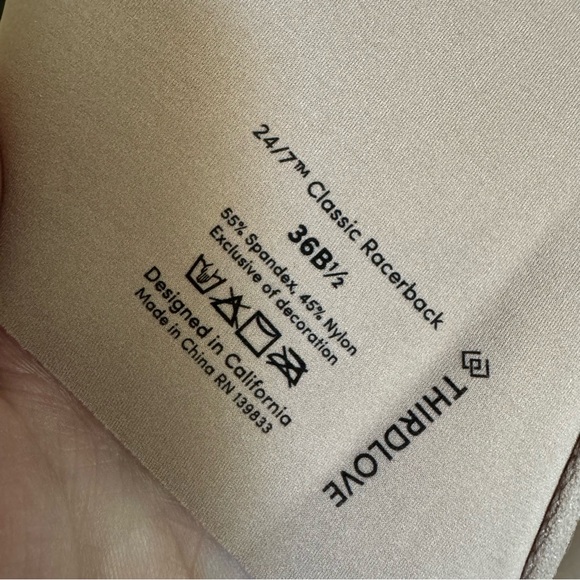 24/7™ Classic Racerback
36B½
55% Spandex, 45% Nylon
Exclusive of decoration
Designed in California
Made in China RN 139833
THIRDLOVE